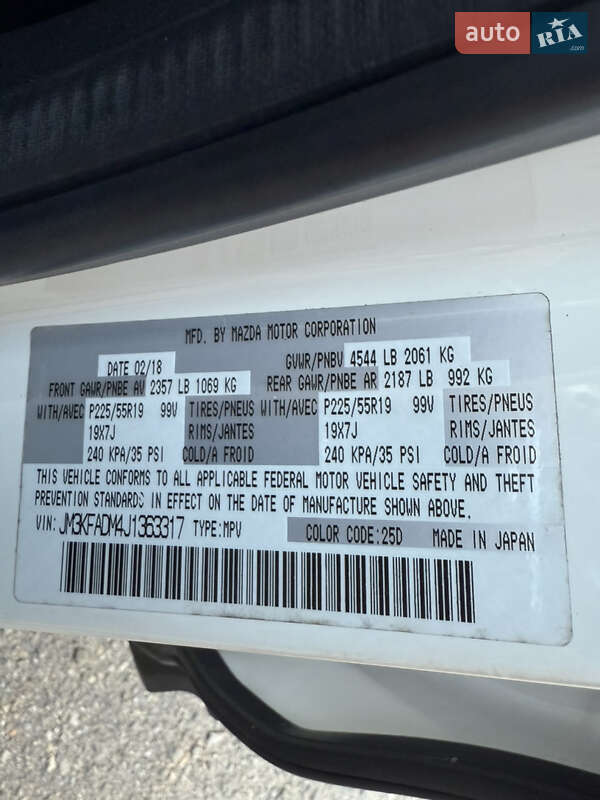 auto RIA .com
MFD. BY MAZDA MOTOR CORPORATION
DATE 02/18 GVWR/PNBV 4544 LB 2061 KG
FRONT GAWR/PNBE AV 2357 LB 1069 KG REAR GAWR/PNBE AR 2187 LB 992 KG
WITH/AVEC P225/55R19 99V TIRES/PNEUS WITH/AVEC P225/55R19 99V TIRES/PNEUS
19X7J RIMS/JANTES 19X7J RIMS/JANTES
240 KPA/35 PSI COLD/A FROID 240 KPA/35 PSI COLD/A FROID
THIS VEHICLE CONFORMS TO ALL APPLICABLE FEDERAL MOTOR VEHICLE SAFETY AND THEFT
PREVENTION STANDARDS IN EFFECT ON THE DATE OF MANUFACTURE SHOWN ABOVE.
VIN: JM3KFADM4J1363317 TYPE:MPV COLOR CODE:25D MADE IN JAPAN